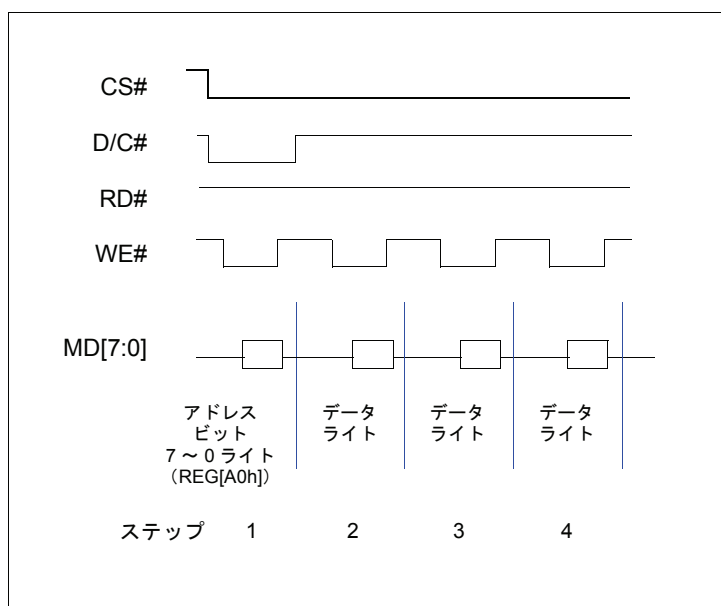 CS#
D/C#
RD#
WE#
MD[7:0]
アドレス
ビット
7 ～ 0 ライト
（REG[A0h]）
データ
ライト
データ
ライト
データ
ライト
ステップ 1 2 3 4